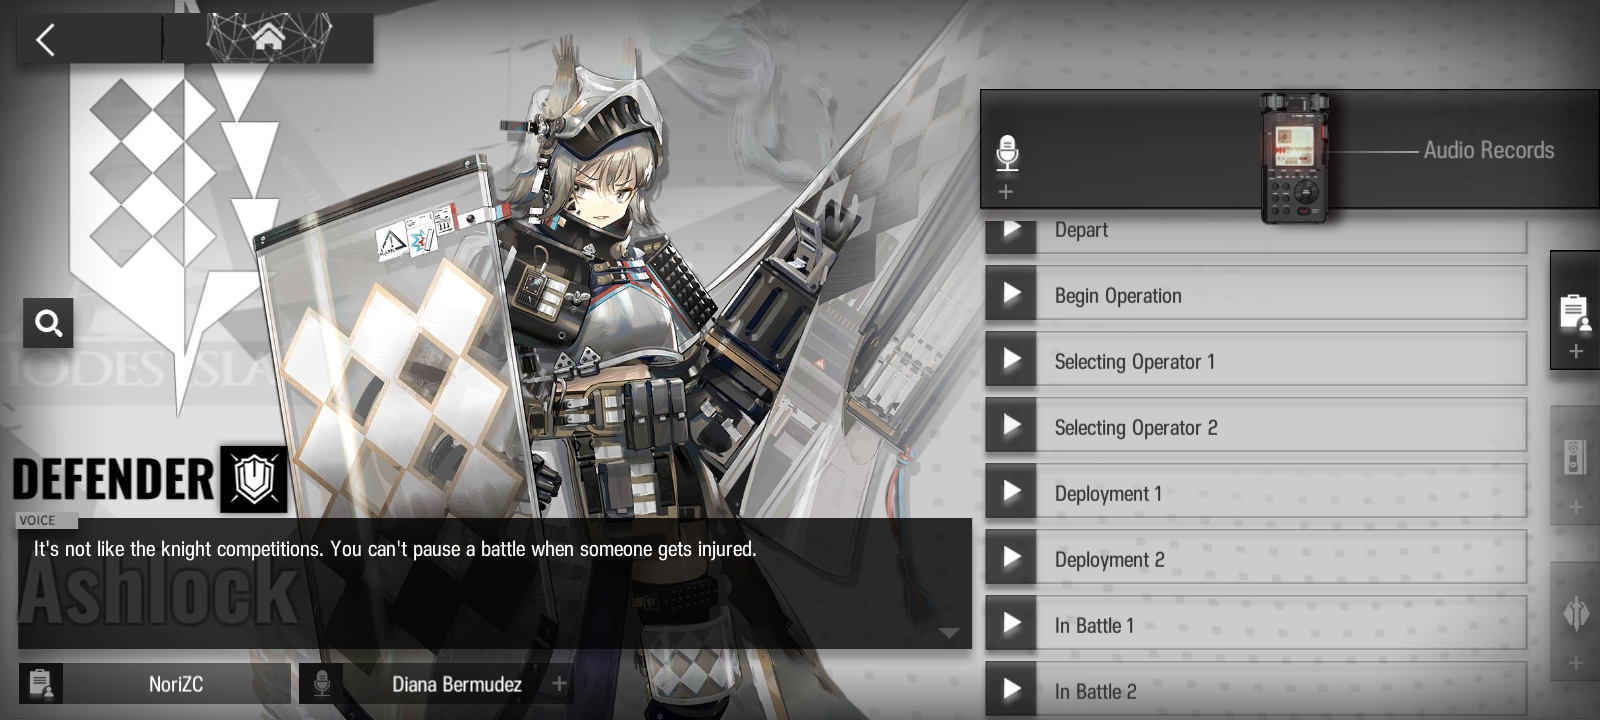 Audio Records
Depart
Begin Operation
Selecting Operator 1
Selecting Operator 2
Deployment 1
Deployment 2
In Battle 1
In Battle 2
RHODES ISLA
DEFENDER
VOICE
It's not like the knight competitions. You can't pause a battle when someone gets injured.
Ashlock
NoriZC
Diana Bermudez